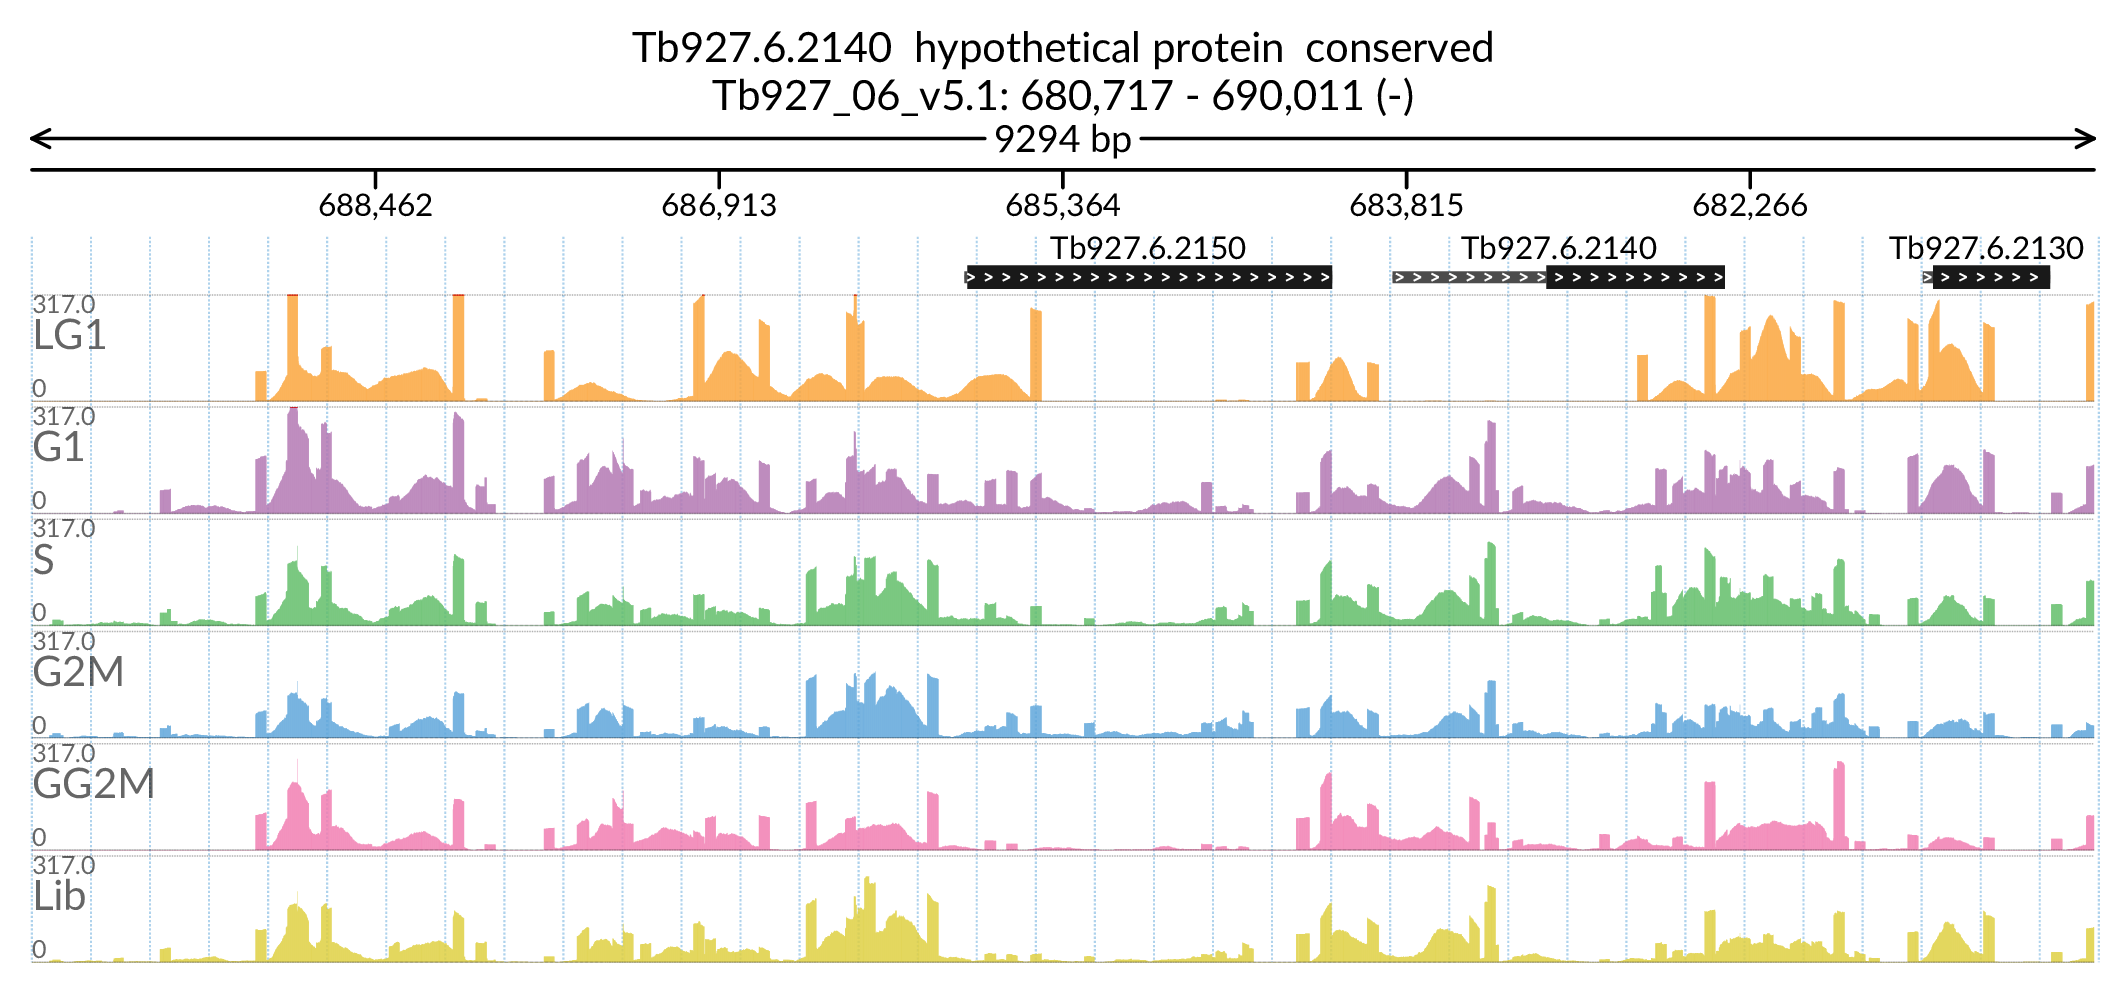 Tb927.6.2140  hypothetical protein  conserved
Tb927_06_v5.1: 680,717 - 690,011 (-)
9294 bp
688,462 686,913 685,364 683,815 682,266
Tb927.6.2150 Tb927.6.2140 Tb927.6.2130
317.0
LG1
0
317.0
G1
0
317.0
S
0
317.0
G2M
0
317.0
GG2M
0
317.0
Lib
0